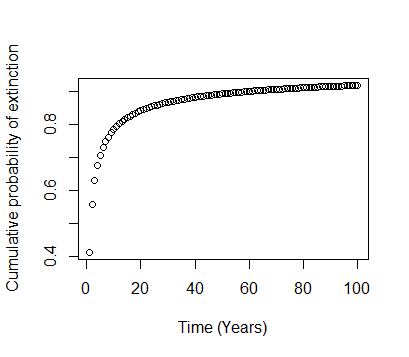 Cumulative probability of extinction
0.8
0.6
0.4
0 20 40 60 80 100
Time (Years)